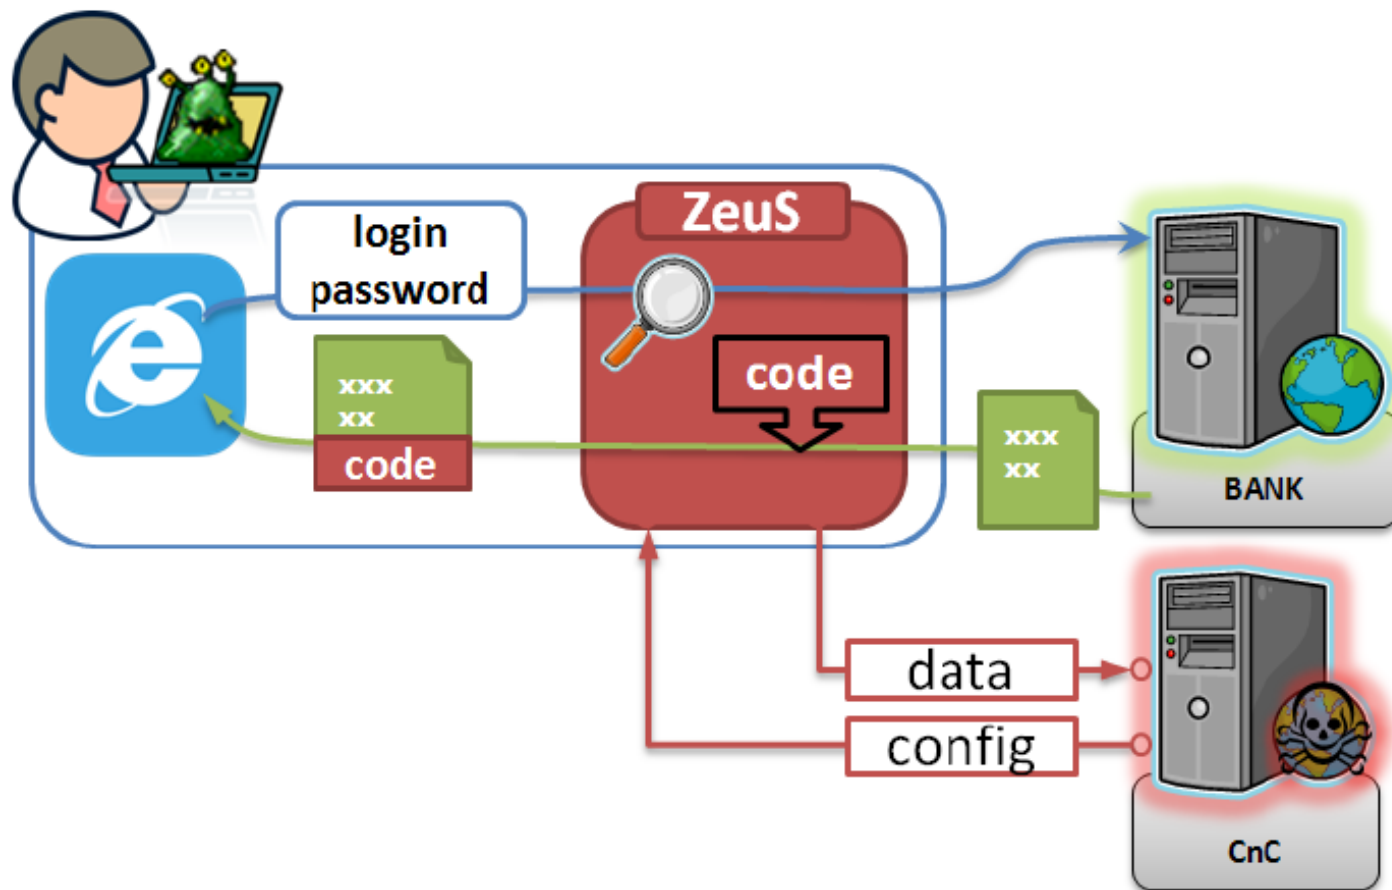 ZeuS
login
password
code
xxx
xx
code
xxx
xx
BANK
data
config
CnC